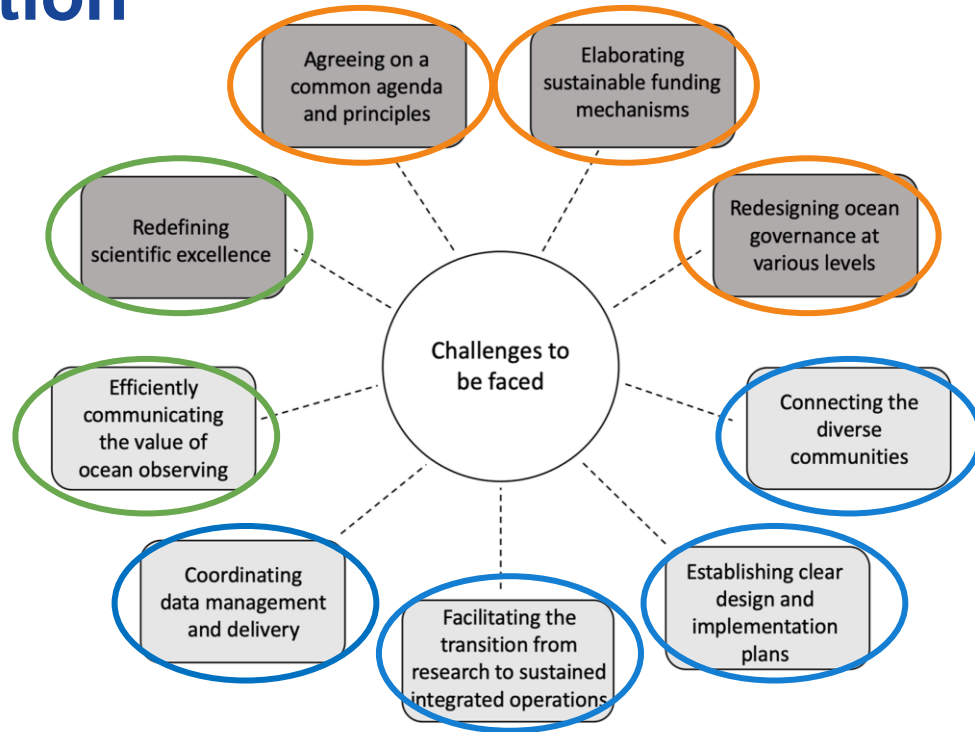 tion
Agreeing on a
common agenda
and principles
Elaborating
sustainable funding
mechanisms
Redefining
scientific excellence
Redesigning ocean
governance at
various levels
Challenges to
be faced
Efficiently
communicating
the value of
ocean observing
Connecting the
diverse
communities
Coordinating
data management
and delivery
Facilitating the
transition from
research to sustained
integrated operations
Establishing clear
design and
implementation
plans